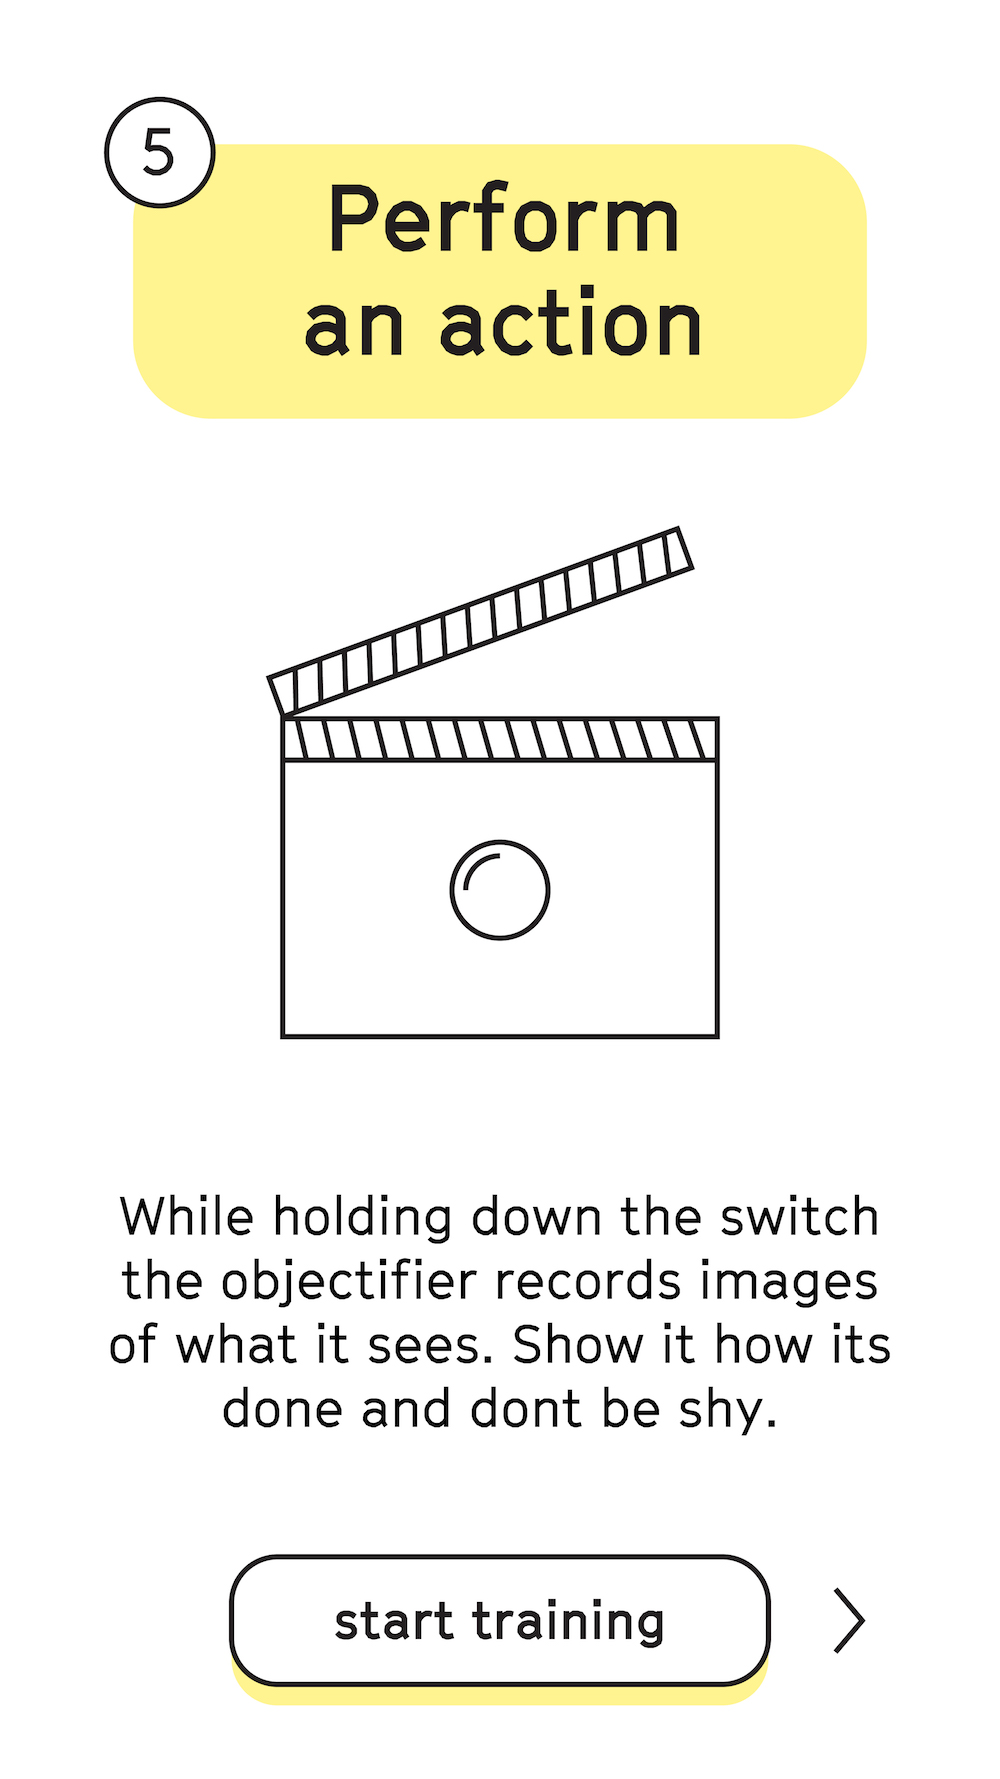 5
Perform
an action
While holding down the switch
the objectifier records images
of what it sees. Show it how its
done and dont be shy.
start training